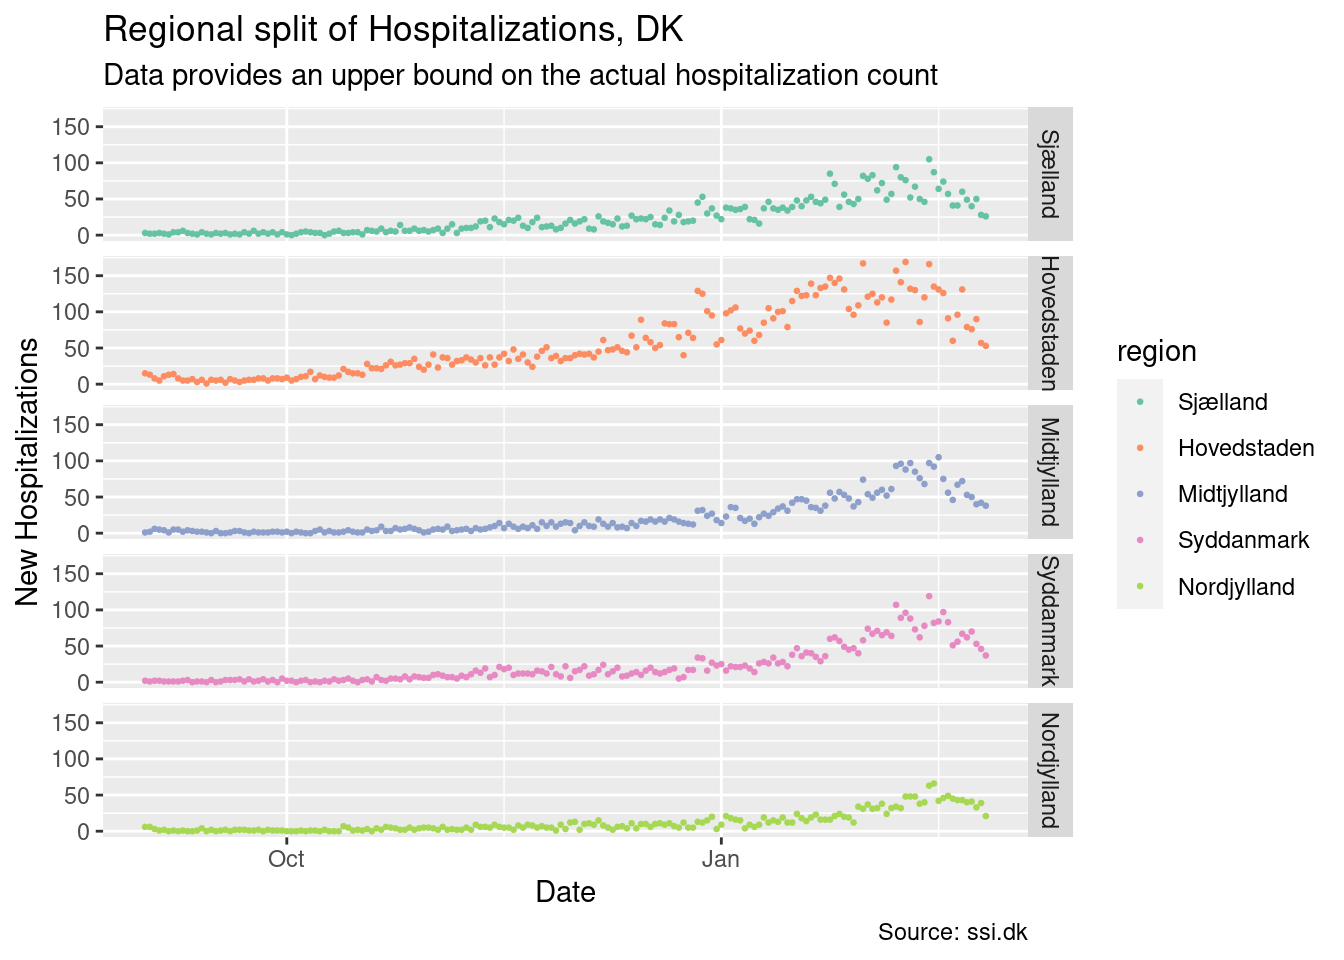 Regional split of Hospitalizations, DK
Data provides an upper bound on the actual hospitalization count
New Hospitalizations
150
100
50
0
Sjælland
150
100
50
0
Hovedstaden
150
100
50
0
Midtjylland
150
100
50
0
Syddanmark
150
100
50
0
Nordjylland
Oct
Jan
Date
region
Sjælland
Hovedstaden
Midtjylland
Syddanmark
Nordjylland
Source: ssi.dk